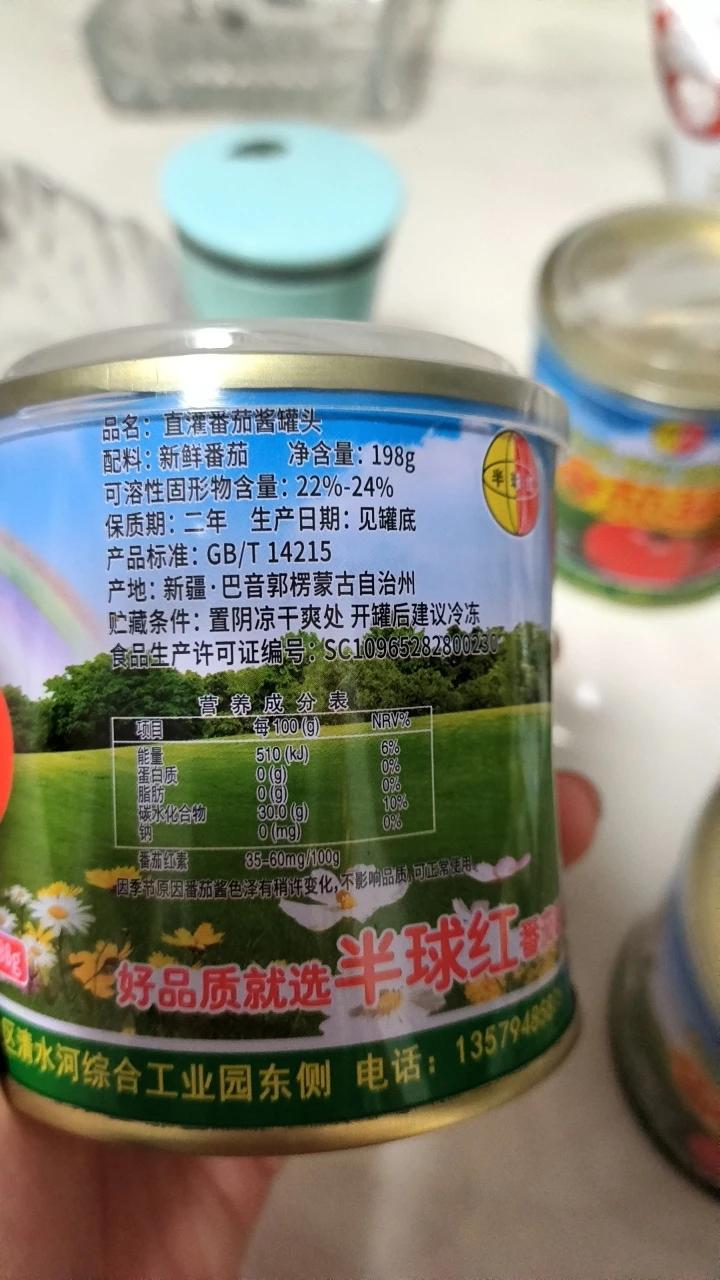 品名：直灌番茄酱罐头
配料：新鲜番茄 净含量：198g
可溶性固形物含量：22%-24%
保质期：二年 生产日期：见罐底
产品标准：GB/T 14215
产地：新疆·巴音郭楞蒙古自治州
贮藏条件：置阴凉干爽处 开罐后建议冷冻
食品生产许可证编号：SC10965282800230
半球
营养成分表
项目 每100(g) NRV%
能量 510(kJ) 6%
蛋白质 0(g) 0%
脂肪 0(g) 0%
碳水化合物 30.0(g) 10%
钠 0(mg) 0%
番茄红素 35-60mg/100g
因季节原因番茄酱色泽有稍许变化,不影响品质,可正常使用。
好品质就选半球红番
区清水河综合工业园东侧 电话：135794888